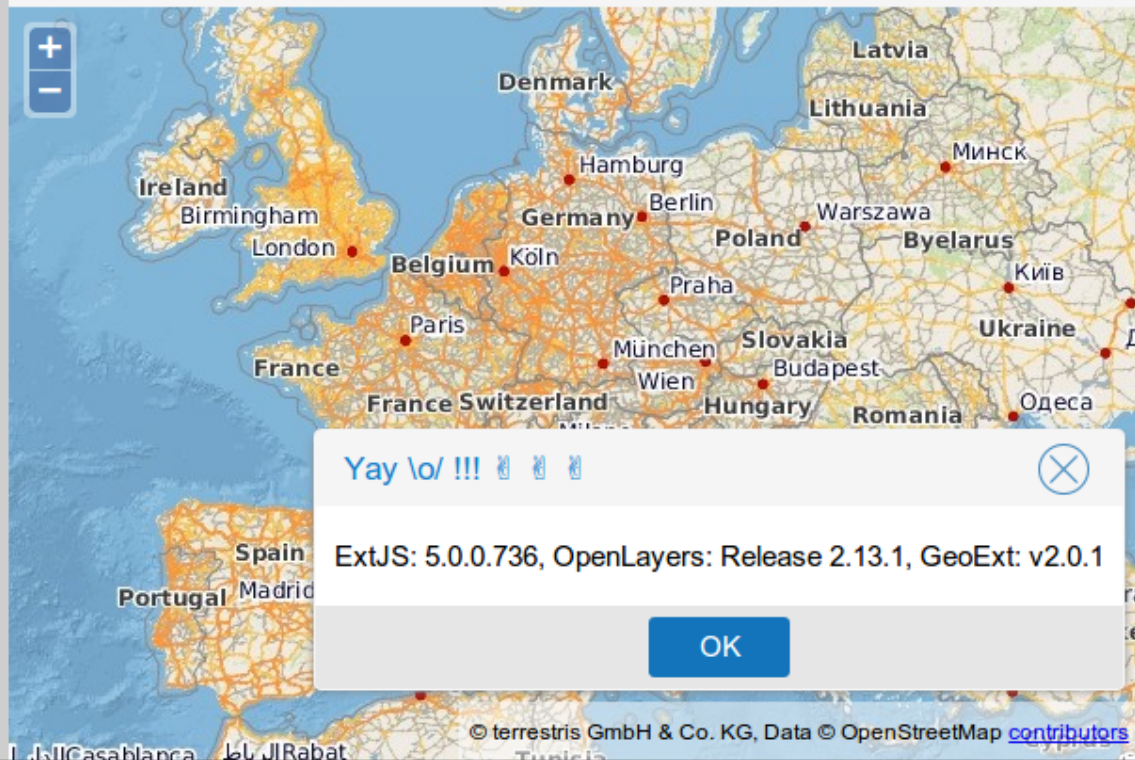 +
Latvia
Denmark
−
Lithuania
Минск
Hamburg
Ireland
Berlin
Birmingham
Germany
Warszawa
Poland
Byelarus
London
Belgium
Köln
Київ
Praha
Paris
Ukraine
Slovakia
München
France
Budapest
Wien
France
Switzerland
Hungary
Одеса
Romania
Yay \o/ !!! ✌ ✌ ✌
Spain
ExtJS: 5.0.0.736, OpenLayers: Release 2.13.1, GeoExt: v2.0.1
Portugal
Madrid
OK
© terrestris GmbH & Co. KG, Data © OpenStreetMap contributors
Casablanca
الرباط Rabat
Tunisia
Cyprus